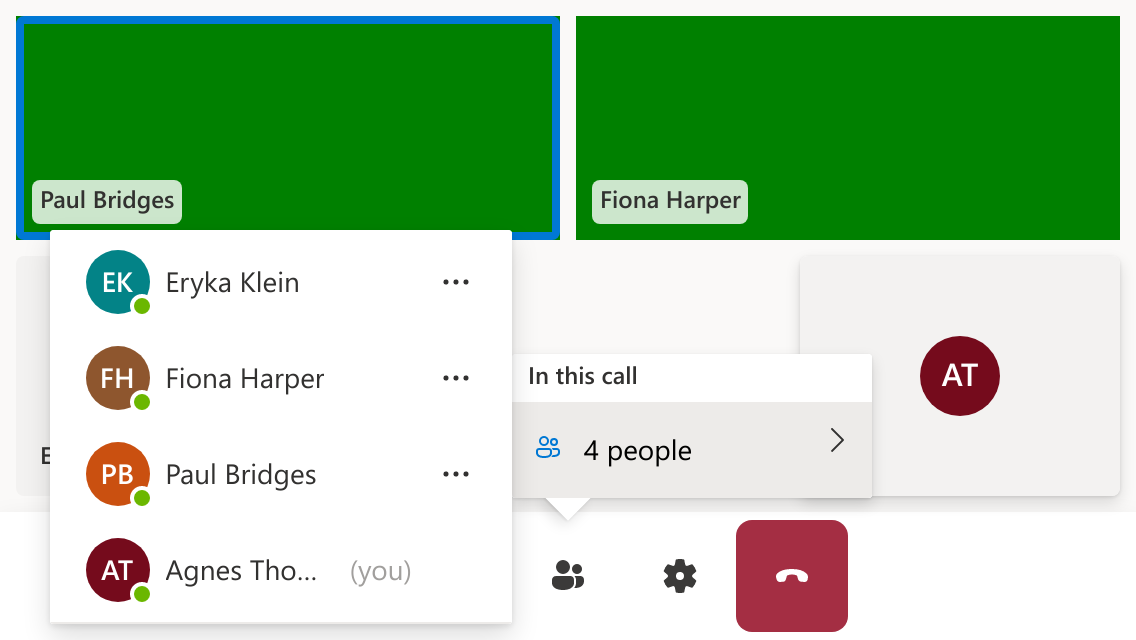 Paul Bridges
Fiona Harper
EK Eryka Klein
FH Fiona Harper
PB Paul Bridges
AT Agnes Tho... (you)
In this call
4 people
AT
E